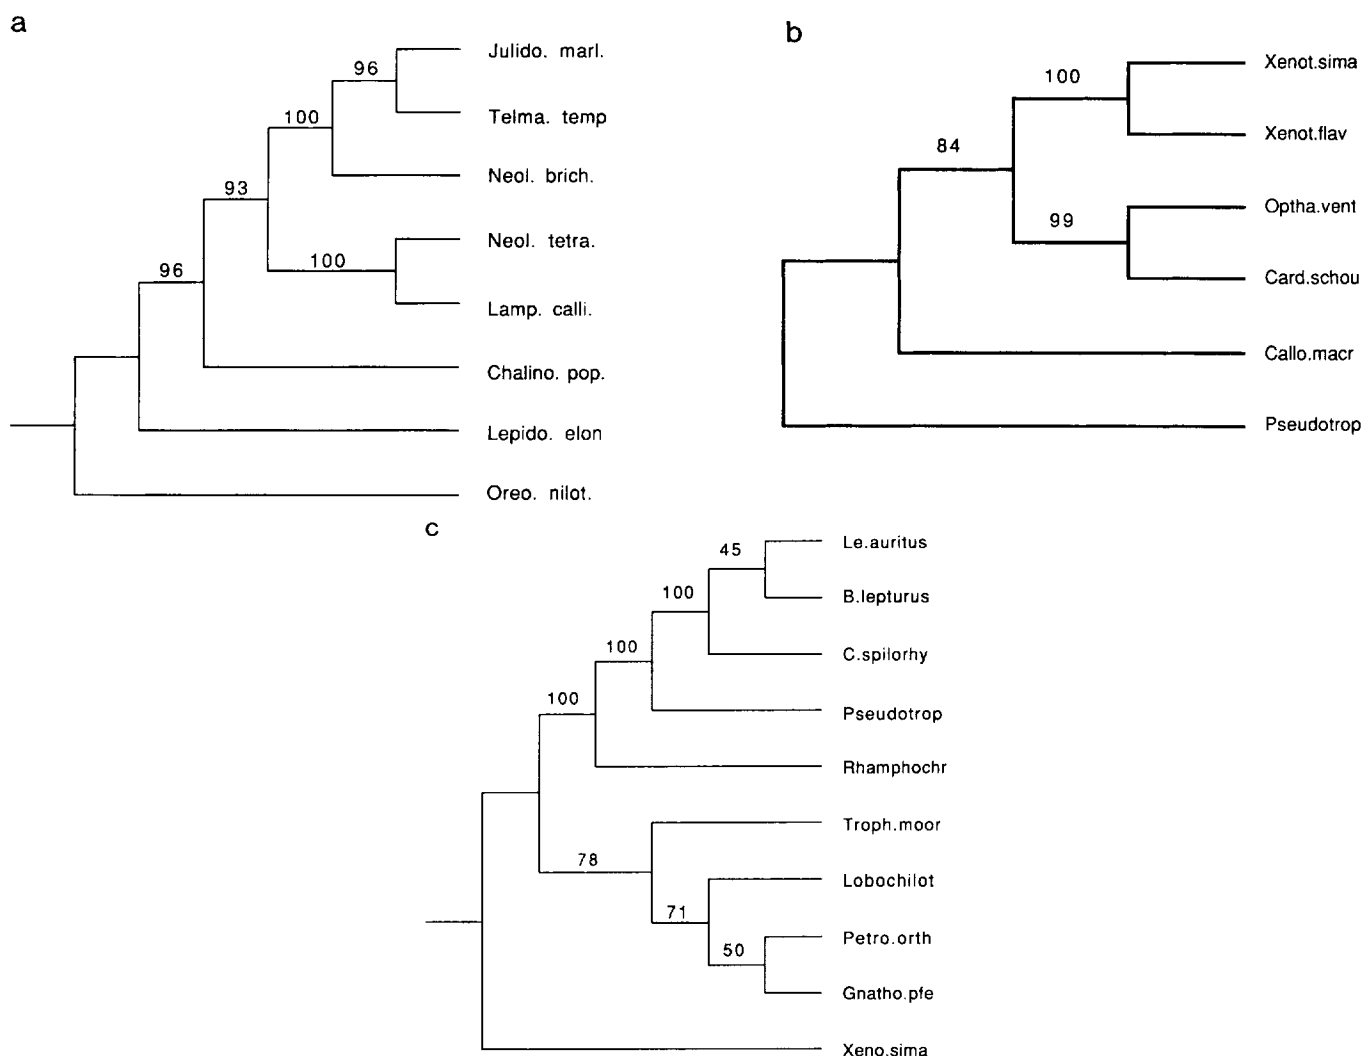 a
96
Julido. marl.
100
Telma. temp
93
Neol. brich.
Neol. tetra.
96
100
Lamp. calli.
Chalino. pop.
Lepido. elon
Oreo. nilot.
b
100
Xenot.sima
84
Xenot.flav
99
Optha.vent
Card.schou
Callo.macr
Pseudotrop
c
45
Le.auritus
100
B.lepturus
100
C.spilorhy
100
Pseudotrop
Rhamphochr
78
Troph.moor
71
Lobochilot
50
Petro.orth
Gnatho.pfe
Xeno.sima